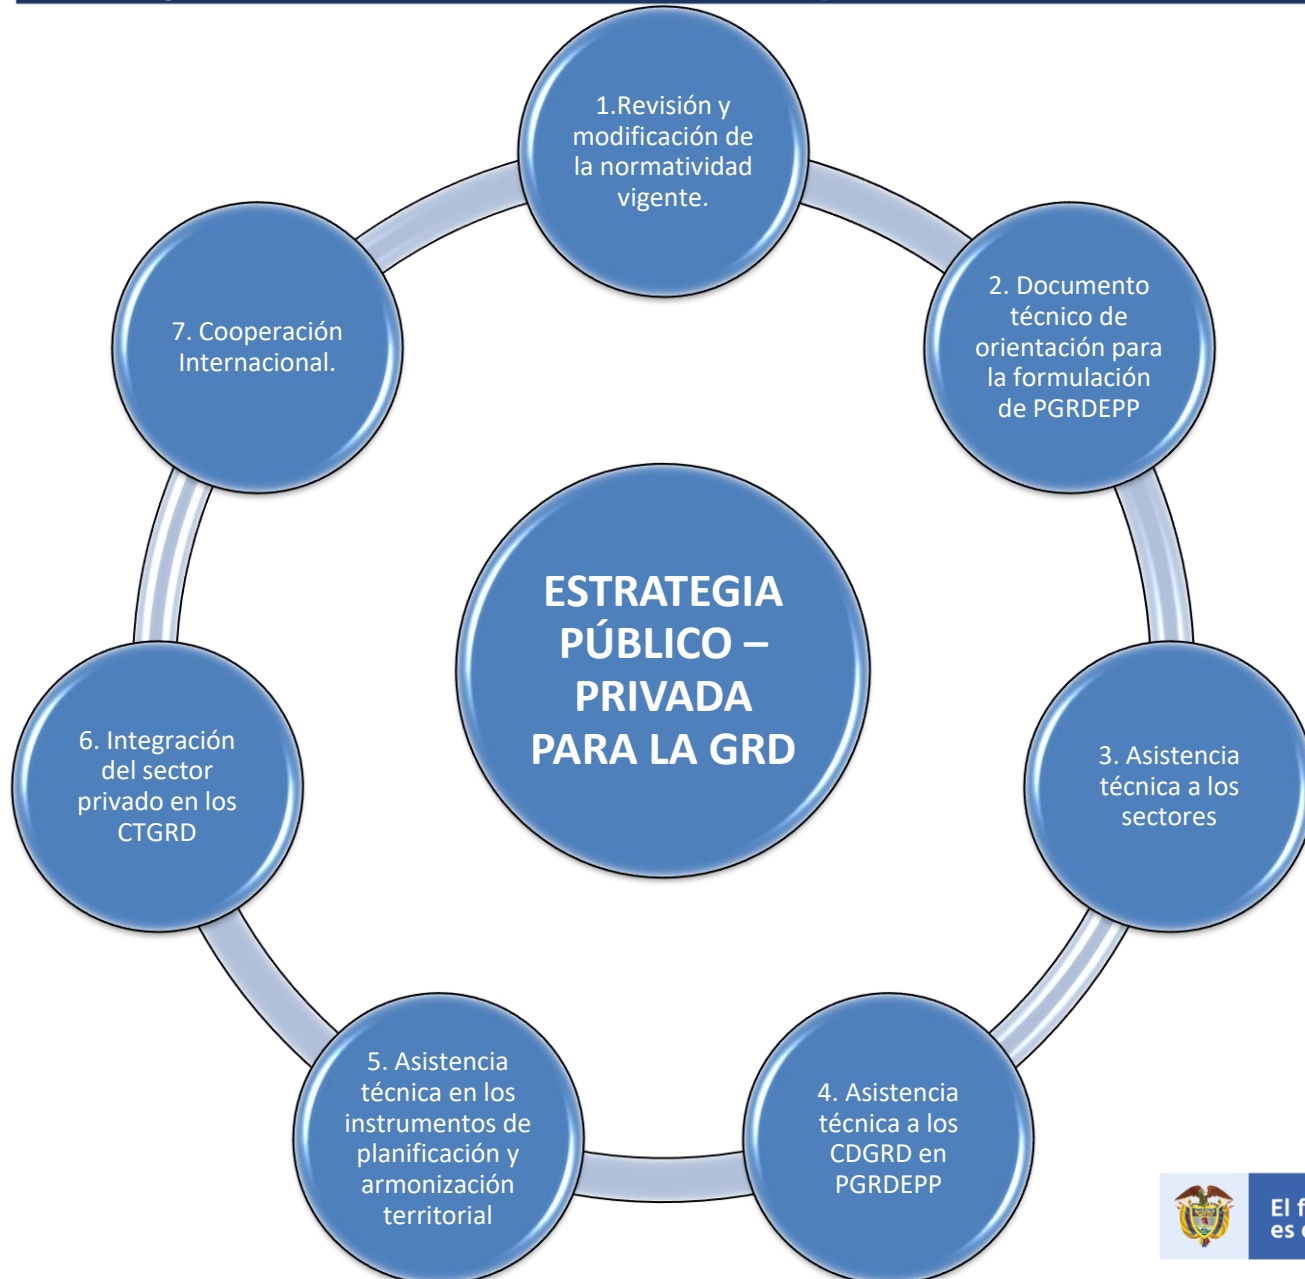 1.Revisión y
modificación de
la normatividad
vigente.
2. Documento
técnico de
orientación para
la formulación
de PGRDEPP
7. Cooperación
Internacional.
ESTRATEGIA
PÚBLICO –
PRIVADA
PARA LA GRD
3. Asistencia
técnica a los
sectores
6. Integración
del sector
privado en los
CTGRD
4. Asistencia
técnica a los
CDGRD en
PGRDEPP
5. Asistencia
técnica en los
instrumentos de
planificación y
armonización
territorial
El
es